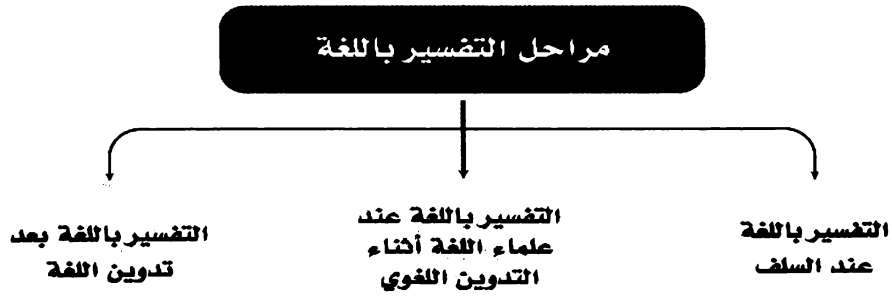 مراحل التفسير باللغة
التفسير باللغة
عند السلف
التفسير باللغة عند
علماء اللغة أثناء
التدوين اللغوي
التفسير باللغة بعد
تدوين اللغة